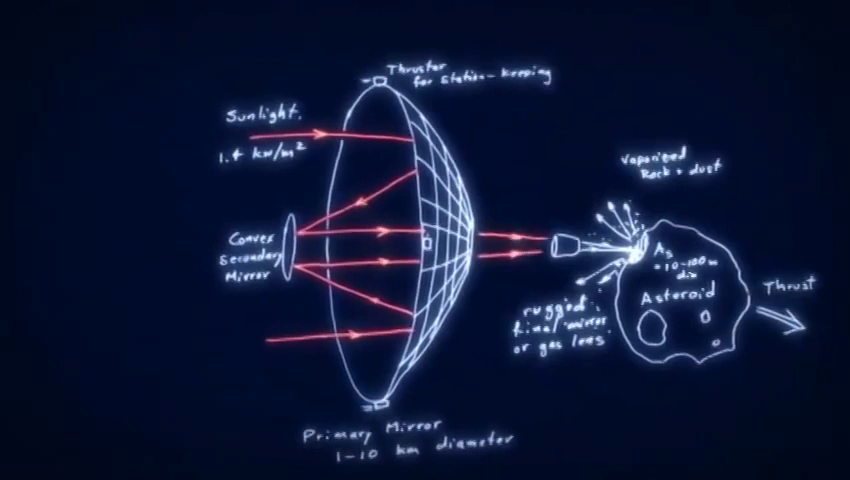 Thruster
for Station-keeping
Sunlight.
1.4 kW/m²
Vaporized
Rock + dust
Convex
Secondary
Mirror
As
10-100m
dia
Asteroid
Thrust
rugged
final mirror
or gas lens
Primary Mirror
1-10 km diameter